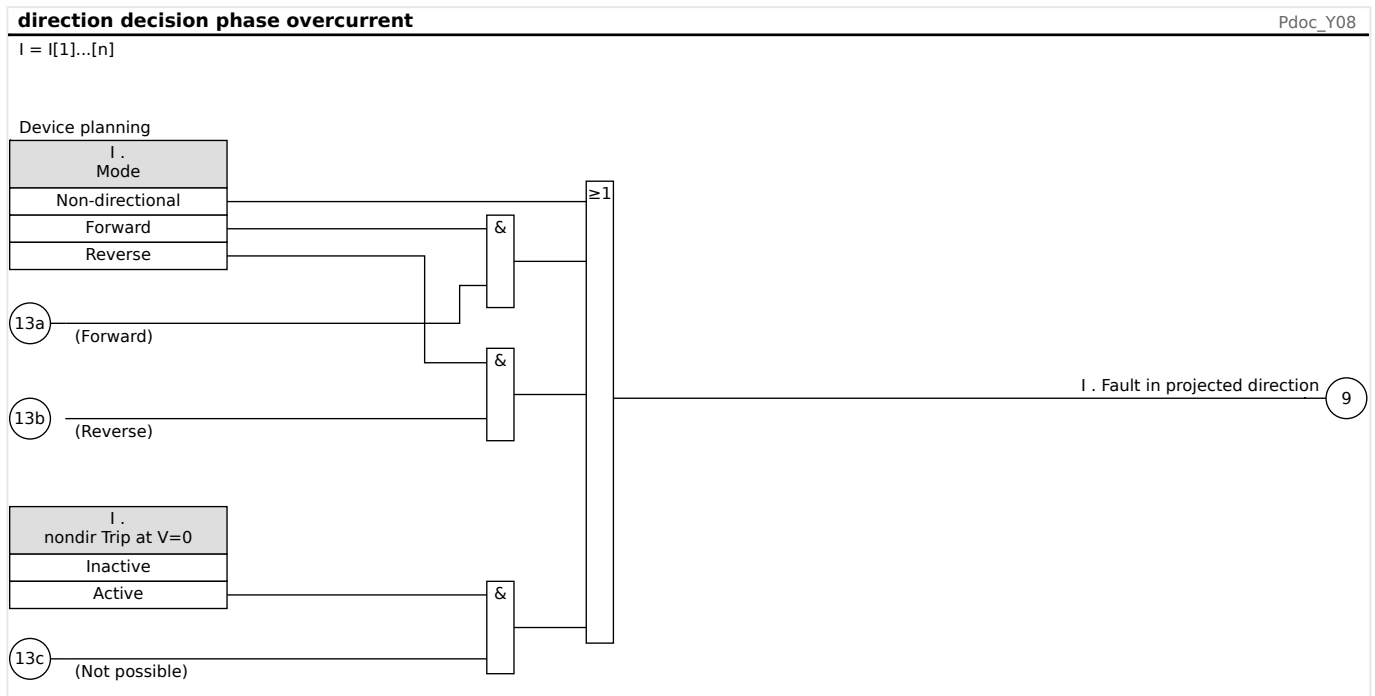 direction decision phase overcurrent
Pdoc_Y08
I = I[1]...[n]
Device planning
I .
Mode
Non-directional
Forward
Reverse
≥1
&
13a
(Forward)
&
13b
(Reverse)
I . Fault in projected direction
9
I .
nondir Trip at V=0
Inactive
Active
&
13c
(Not possible)